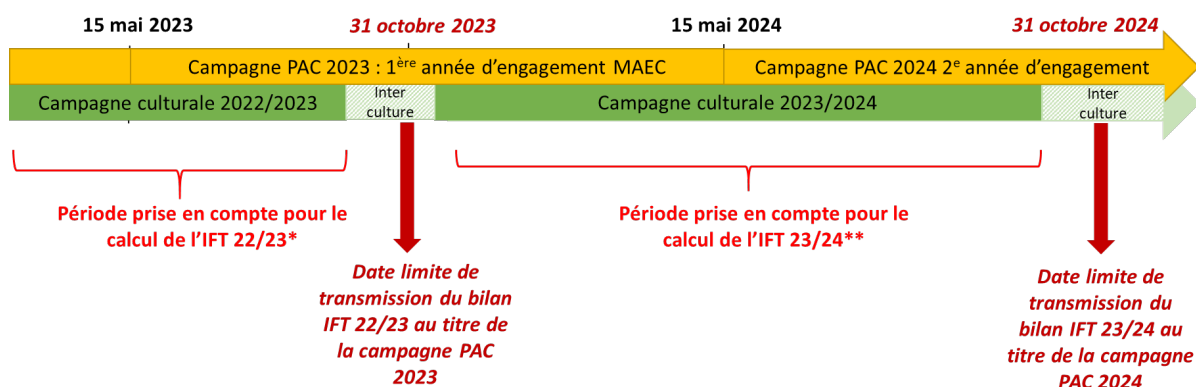 15 mai 2023
31 octobre 2023
15 mai 2024
31 octobre 2024
Campagne PAC 2023 : 1ère année d’engagement MAEC
Campagne PAC 2024 2e année d’engagement
Campagne culturale 2022/2023
Inter
culture
Campagne culturale 2023/2024
Inter
culture
Période prise en compte pour le
calcul de l’IFT 22/23*
Période prise en compte pour le
calcul de l’IFT 23/24**
Date limite de
transmission du bilan
IFT 22/23 au titre de
la campagne PAC
2023
Date limite de
transmission du
bilan IFT 23/24 au
titre de la campagne
PAC 2024